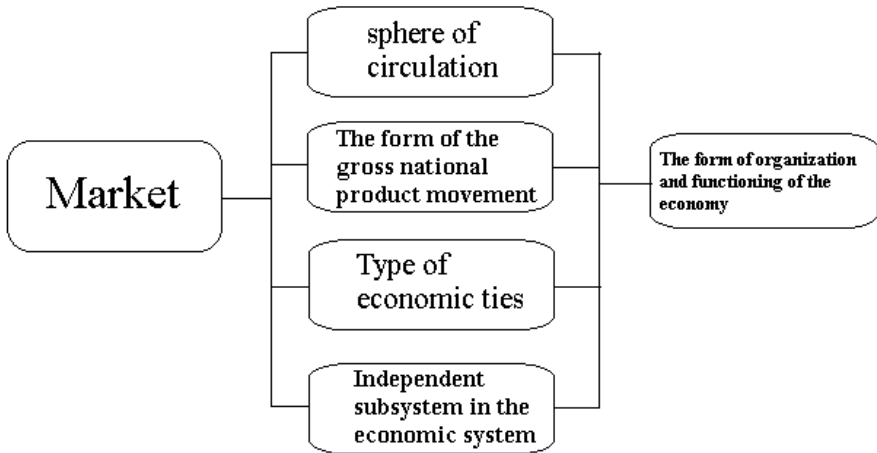 Market
sphere of
circulation
The form of the
gross national
product movement
Type of
economic ties
Independent
subsystem in the
economic system
The form of organization
and functioning of the
economy